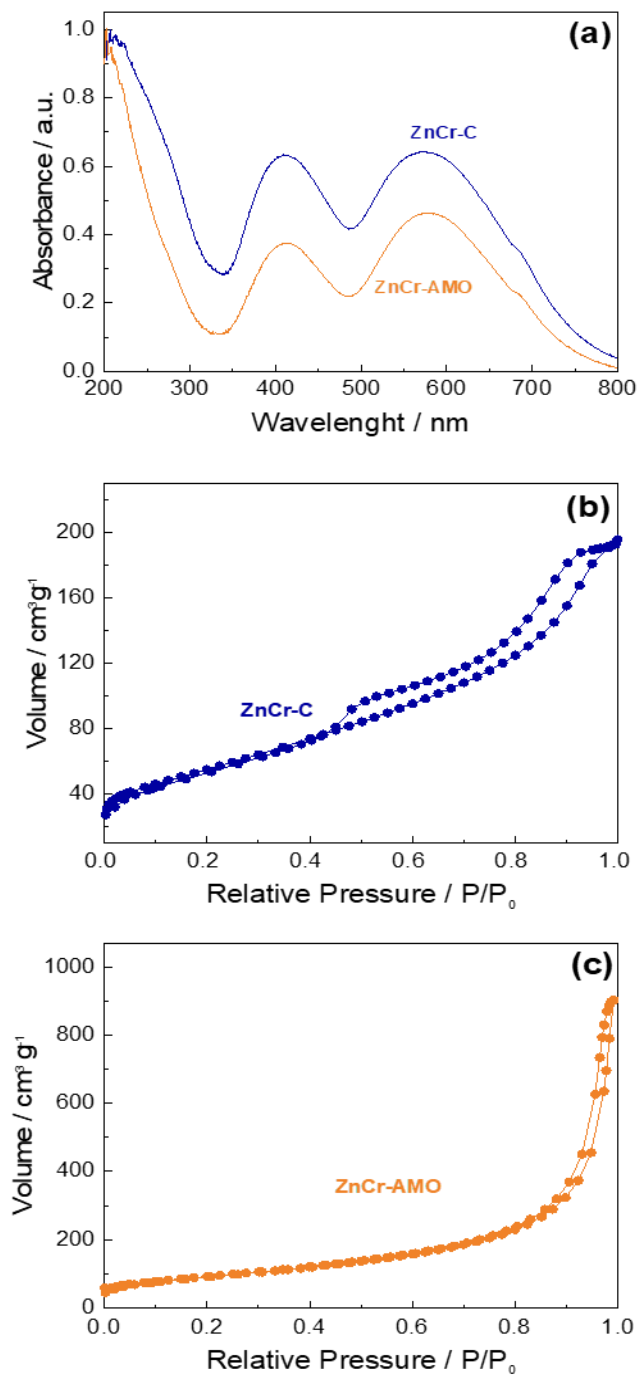 (a)
1.0
0.8
0.6
0.4
0.2
0.0
Absorbance / a.u.
ZnCr-C
ZnCr-AMO
200 300 400 500 600 700 800
Wavelenght / nm
(b)
200
160
120
80
40
Volume / cm³g⁻¹
ZnCr-C
0.0 0.2 0.4 0.6 0.8 1.0
Relative Pressure / P/P₀
(c)
1000
800
600
400
200
0
Volume / cm³ g⁻¹
ZnCr-AMO
0.0 0.2 0.4 0.6 0.8 1.0
Relative Pressure / P/P₀